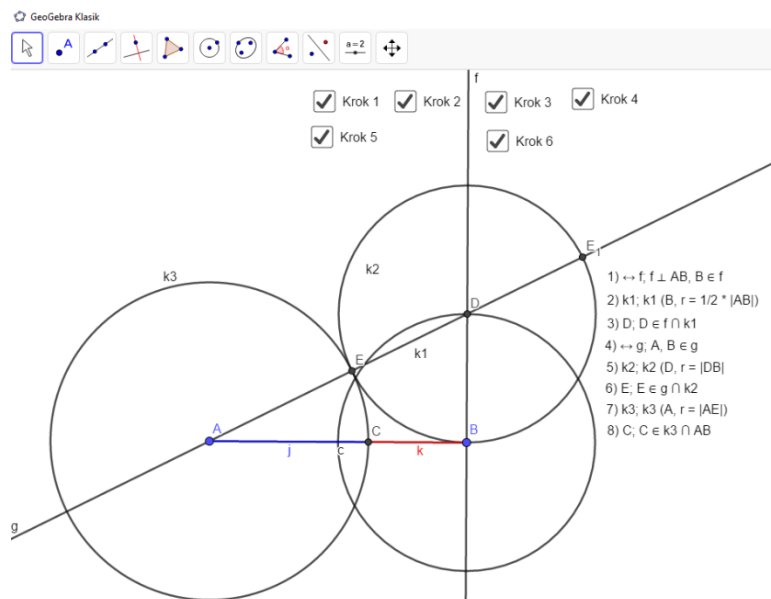 GeoGebra Klasik
A
a=2
f
Krok 1
Krok 2
Krok 3
Krok 4
Krok 5
Krok 6
k3
k2
E1
D
k1
E
A
C
B
j
c
k
g
1) ↔ f; f ⊥ AB, B ∈ f
2) k1; k1 (B, r = 1/2 * |AB|)
3) D; D ∈ f ∩ k1
4) ↔ g; A, B ∈ g
5) k2; k2 (D, r = |DB|
6) E; E ∈ g ∩ k2
7) k3; k3 (A, r = |AE|)
8) C; C ∈ k3 ∩ AB